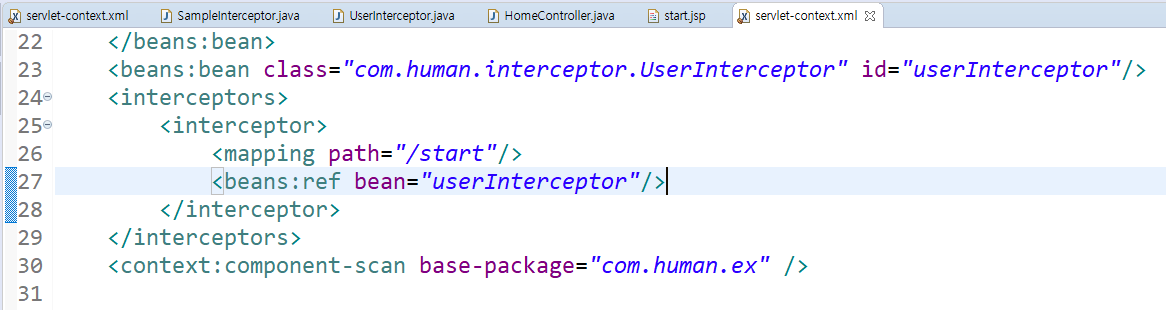 servlet-context.xml SampleInterceptor.java UserInterceptor.java HomeController.java start.jsp servlet-context.xml
22 </beans:bean>
23 <beans:bean class="com.human.interceptor.UserInterceptor" id="userInterceptor"/>
24 <interceptors>
25 <interceptor>
26 <mapping path="/start"/>
27 <beans:ref bean="userInterceptor"/>
28 </interceptor>
29 </interceptors>
30 <context:component-scan base-package="com.human.ex" />
31